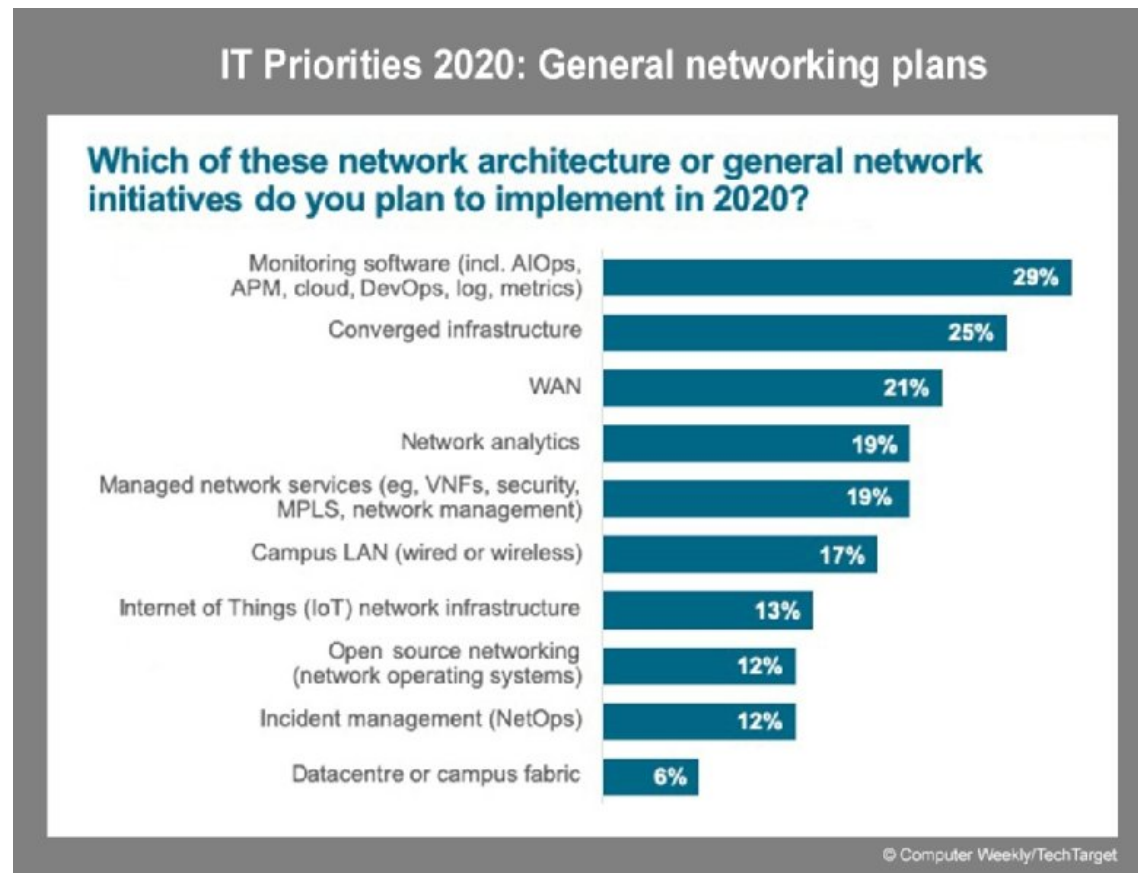 IT Priorities 2020: General networking plans
Which of these network architecture or general network
initiatives do you plan to implement in 2020?
Monitoring software (incl. AIOps,
APM, cloud, DevOps, log, metrics)
29%
Converged infrastructure
25%
WAN
21%
Network analytics
19%
Managed network services (eg, VNFs, security,
MPLS, network management)
19%
Campus LAN (wired or wireless)
17%
Internet of Things (IoT) network infrastructure
13%
Open source networking
(network operating systems)
12%
Incident management (NetOps)
12%
Datacentre or campus fabric
6%
© Computer Weekly/TechTarget